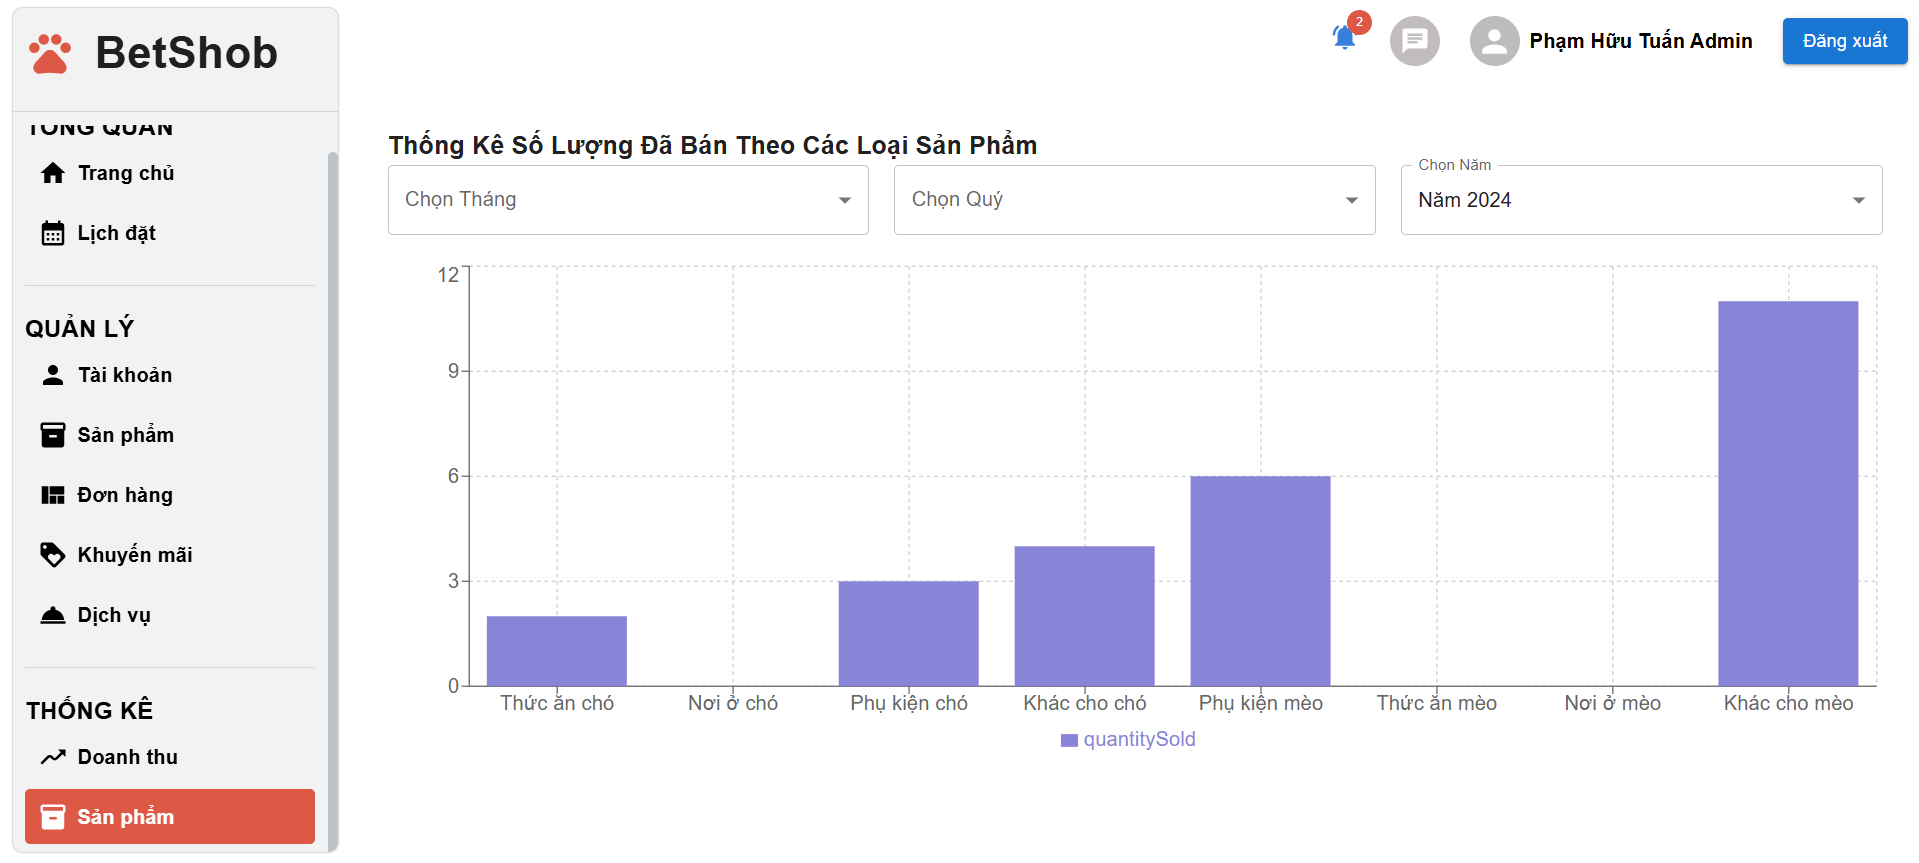 BetShob
TỔNG QUAN
Trang chủ
Lịch đặt
QUẢN LÝ
Tài khoản
Sản phẩm
Đơn hàng
Khuyến mãi
Dịch vụ
THỐNG KÊ
Doanh thu
Sản phẩm
2
Phạm Hữu Tuấn Admin
Đăng xuất
Thống Kê Số Lượng Đã Bán Theo Các Loại Sản Phẩm
Chọn Tháng
Chọn Quý
Chọn Năm
Năm 2024
12
9
6
3
0
Thức ăn chó
Nơi ở chó
Phụ kiện chó
Khác cho chó
Phụ kiện mèo
Thức ăn mèo
Nơi ở mèo
Khác cho mèo
quantitySold